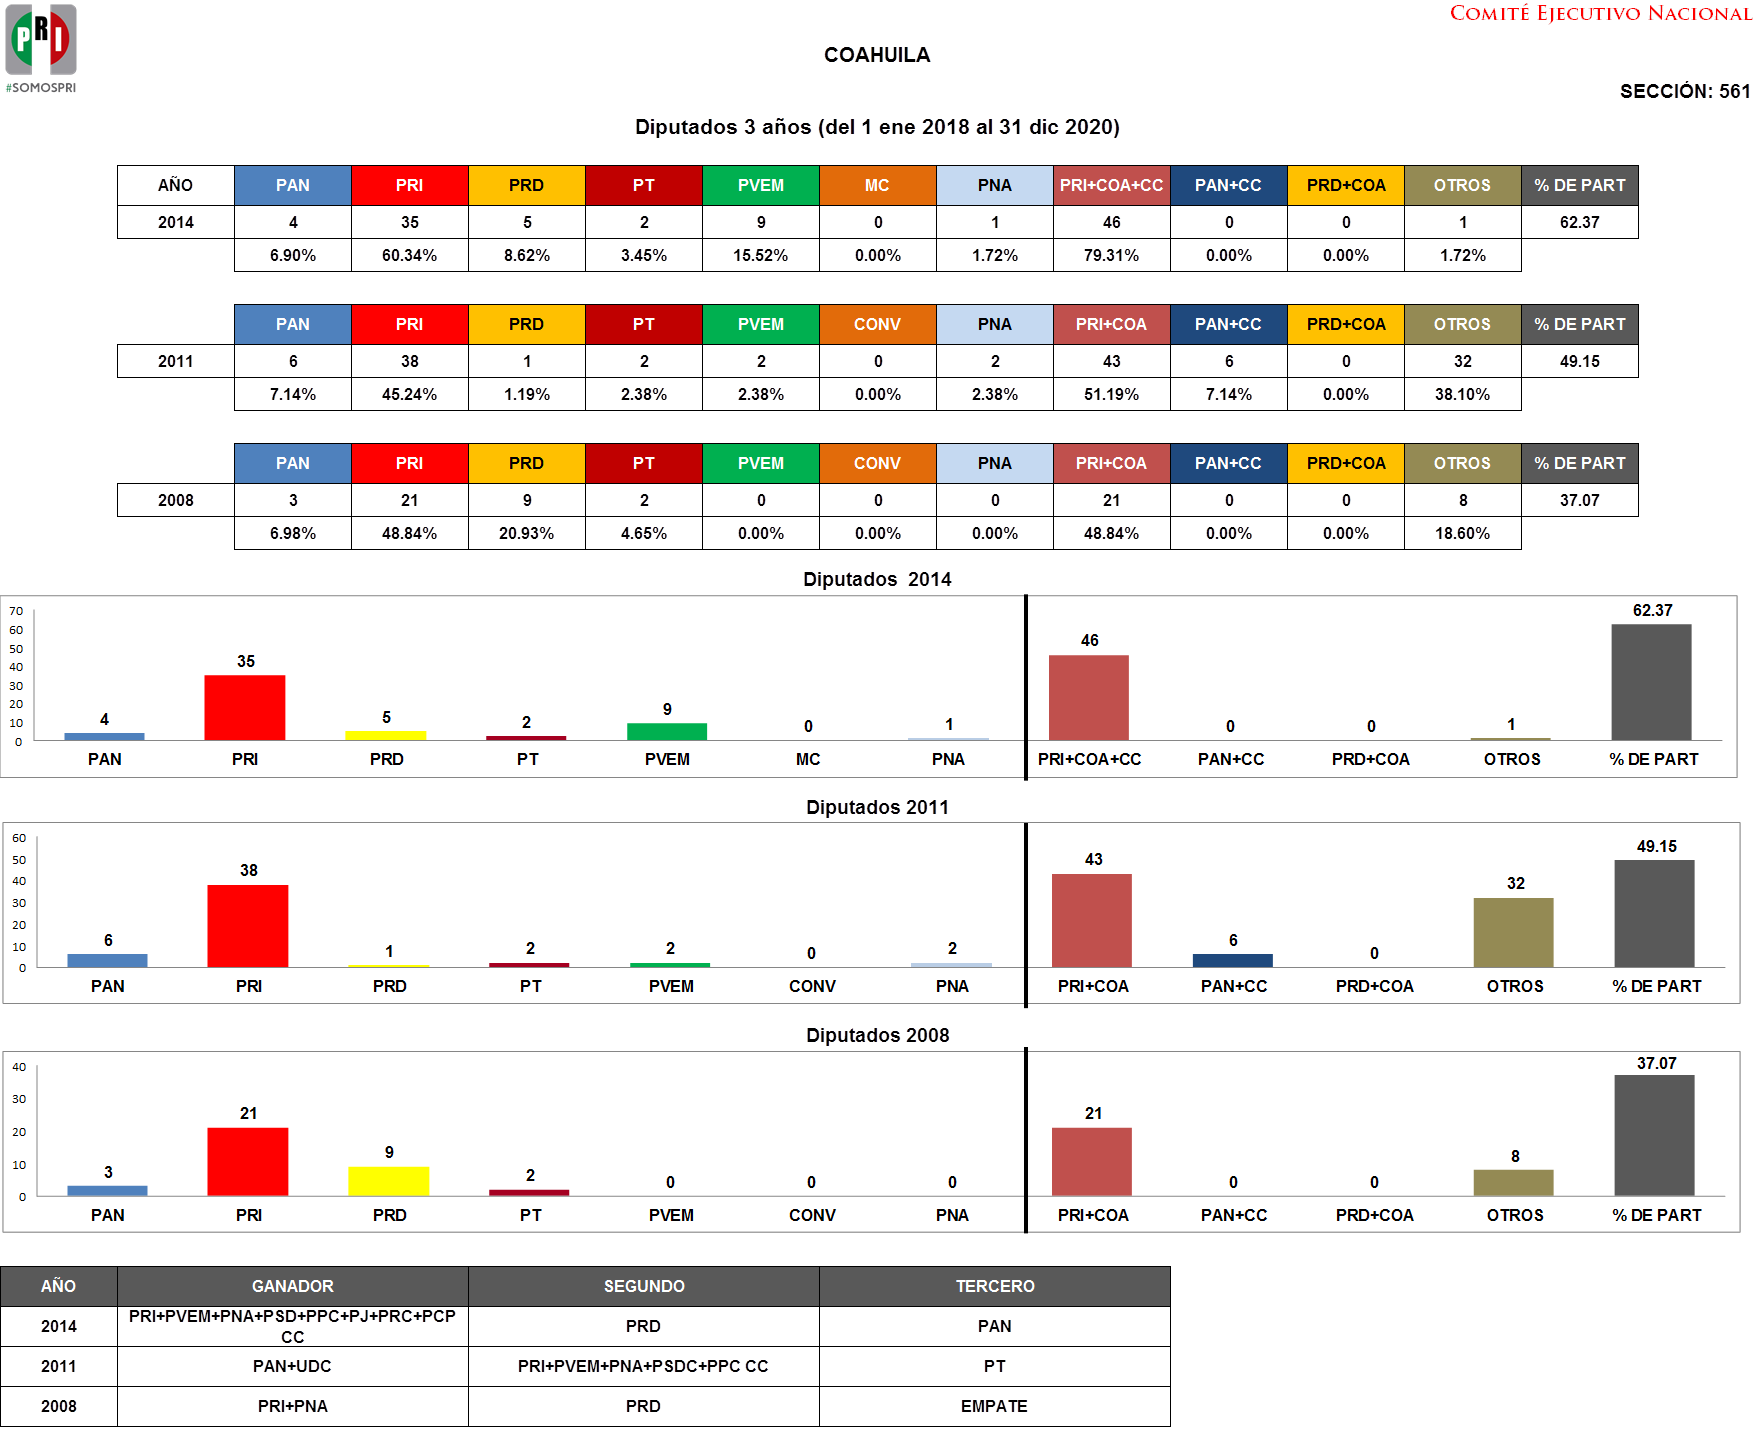 PRI
#SOMOSPRI
COMITÉ EJECUTIVO NACIONAL
COAHUILA
SECCIÓN: 561
Diputados 3 años (del 1 ene 2018 al 31 dic 2020)
AÑO PAN PRI PRD PT PVEM MC PNA PRI+COA+CC PAN+CC PRD+COA OTROS % DE PART
2014 4 35 5 2 9 0 1 46 0 0 1 62.37
6.90% 60.34% 8.62% 3.45% 15.52% 0.00% 1.72% 79.31% 0.00% 0.00% 1.72%
PAN PRI PRD PT PVEM CONV PNA PRI+COA PAN+CC PRD+COA OTROS % DE PART
2011 6 38 1 2 2 0 2 43 6 0 32 49.15
7.14% 45.24% 1.19% 2.38% 2.38% 0.00% 2.38% 51.19% 7.14% 0.00% 38.10%
PAN PRI PRD PT PVEM CONV PNA PRI+COA PAN+CC PRD+COA OTROS % DE PART
2008 3 21 9 2 0 0 0 21 0 0 8 37.07
6.98% 48.84% 20.93% 4.65% 0.00% 0.00% 0.00% 48.84% 0.00% 0.00% 18.60%
Diputados 2014
70
60
50
40
30
20
10
0
4 35 5 2 9 0 1 46 0 0 1 62.37
PAN PRI PRD PT PVEM MC PNA PRI+COA+CC PAN+CC PRD+COA OTROS % DE PART
Diputados 2011
60
50
40
30
20
10
0
6 38 1 2 2 0 2 43 6 0 32 49.15
PAN PRI PRD PT PVEM CONV PNA PRI+COA PAN+CC PRD+COA OTROS % DE PART
Diputados 2008
40
30
20
10
0
3 21 9 2 0 0 0 21 0 0 8 37.07
PAN PRI PRD PT PVEM CONV PNA PRI+COA PAN+CC PRD+COA OTROS % DE PART
AÑO GANADOR SEGUNDO TERCERO
2014 PRI+PVEM+PNA+PSD+PPC+PJ+PRC+PCP CC PRD PAN
2011 PAN+UDC PRI+PVEM+PNA+PSDC+PPC CC PT
2008 PRI+PNA PRD EMPATE